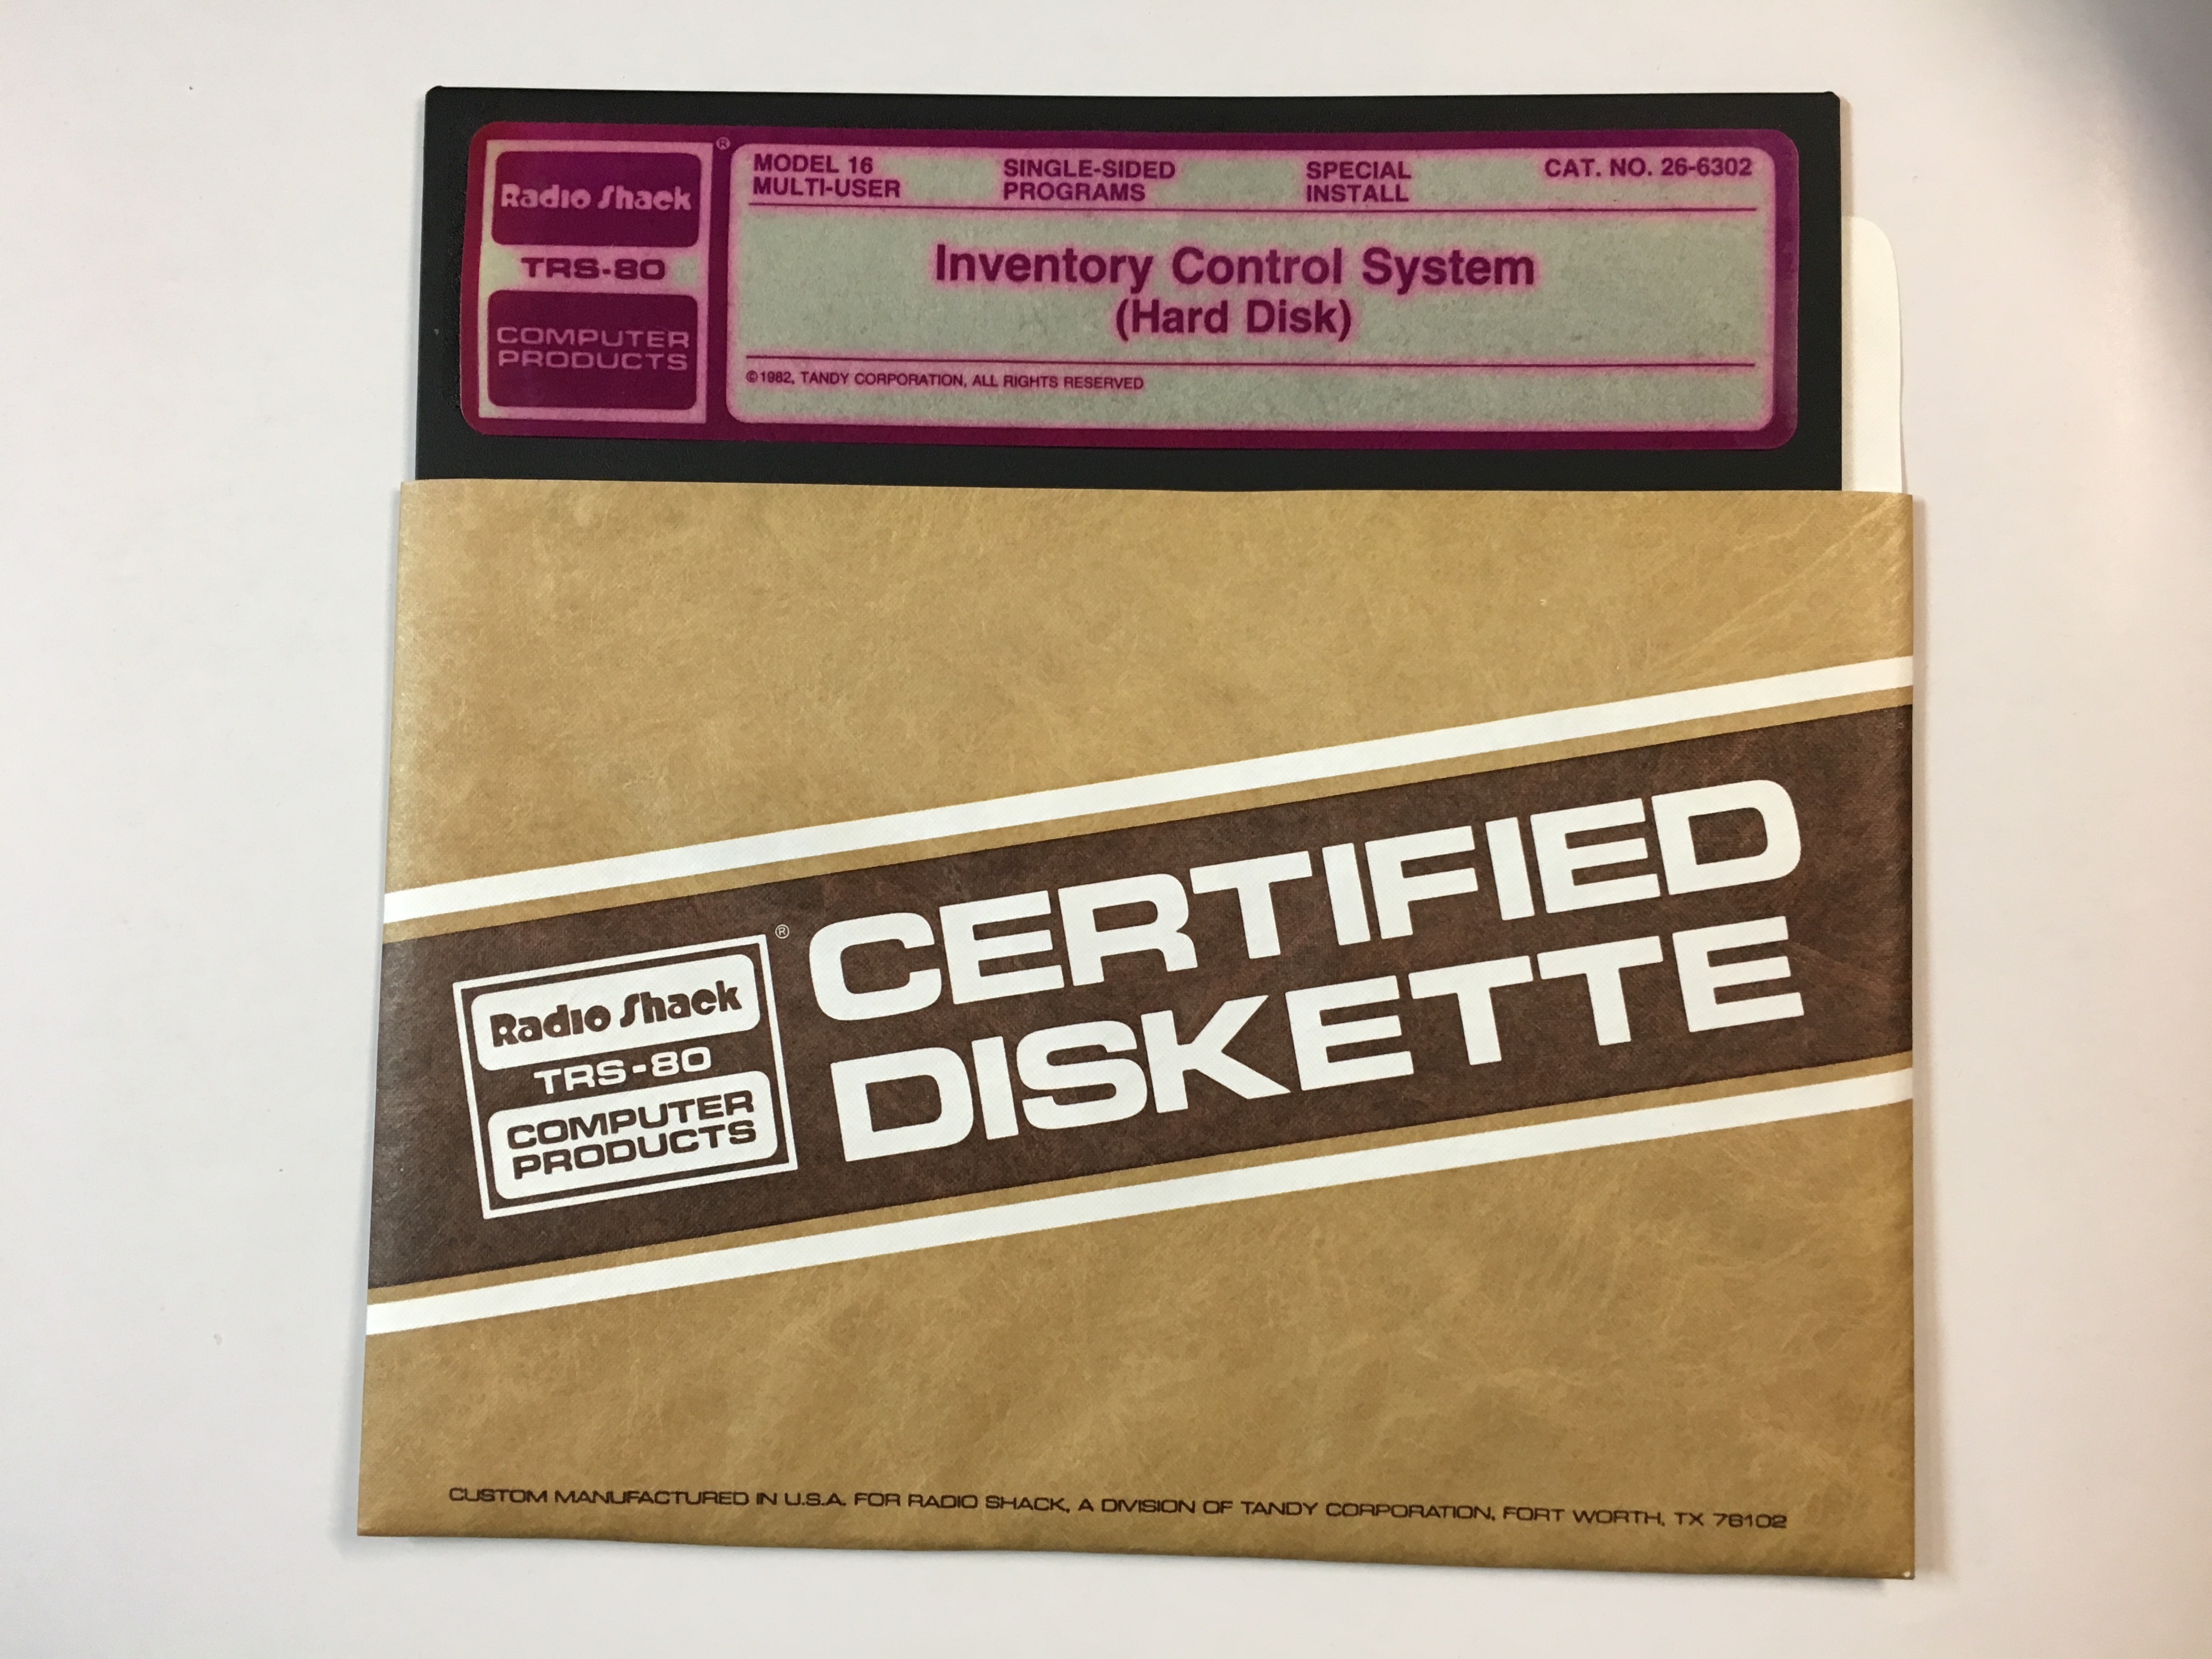 Radio Shack
TRS-80
COMPUTER
PRODUCTS
®
MODEL 16
MULTI-USER
SINGLE-SIDED
PROGRAMS
SPECIAL
INSTALL
CAT. NO. 26-6302
Inventory Control System
(Hard Disk)
©1982, TANDY CORPORATION, ALL RIGHTS RESERVED
Radio Shack
TRS-80
COMPUTER
PRODUCTS
®
CERTIFIED
DISKETTE
CUSTOM MANUFACTURED IN U.S.A. FOR RADIO SHACK, A DIVISION OF TANDY CORPORATION, FORT WORTH, TX 76102